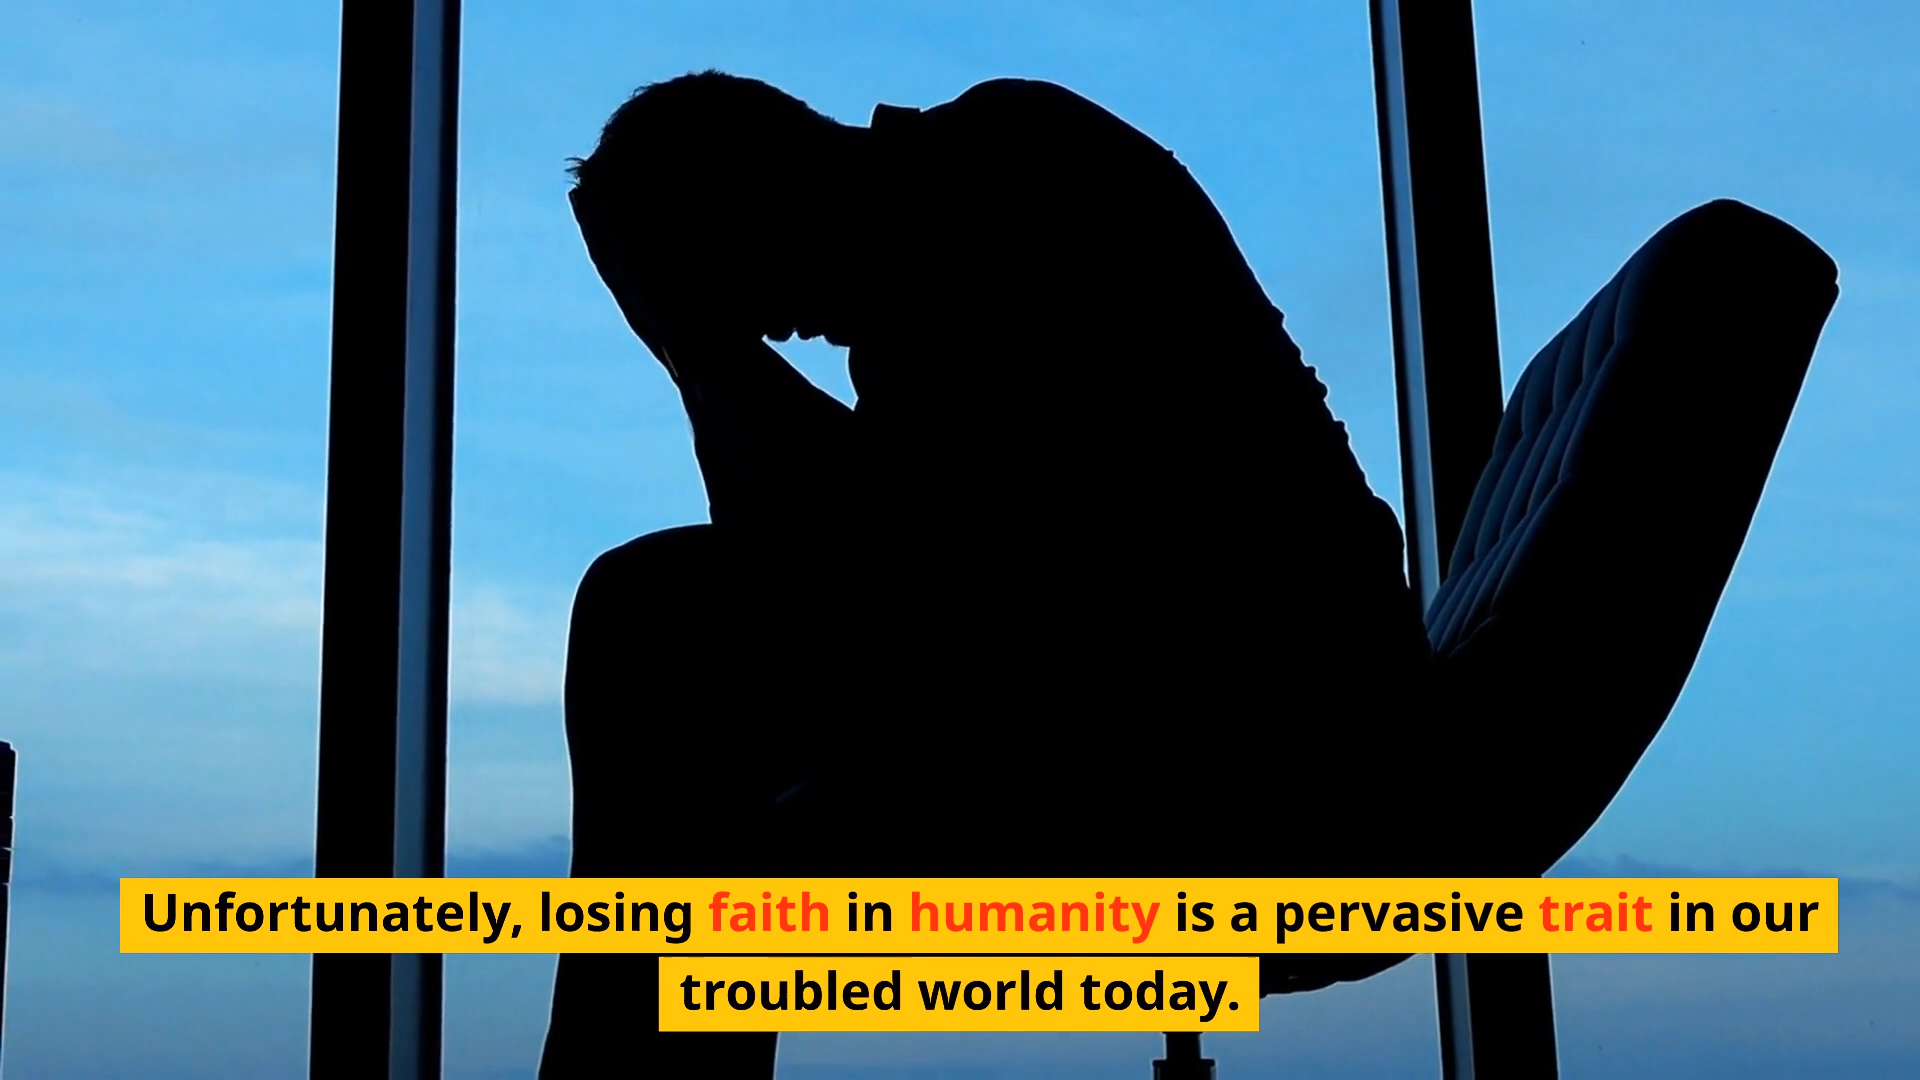 Unfortunately, losing faith in humanity is a pervasive trait in our
troubled world today.